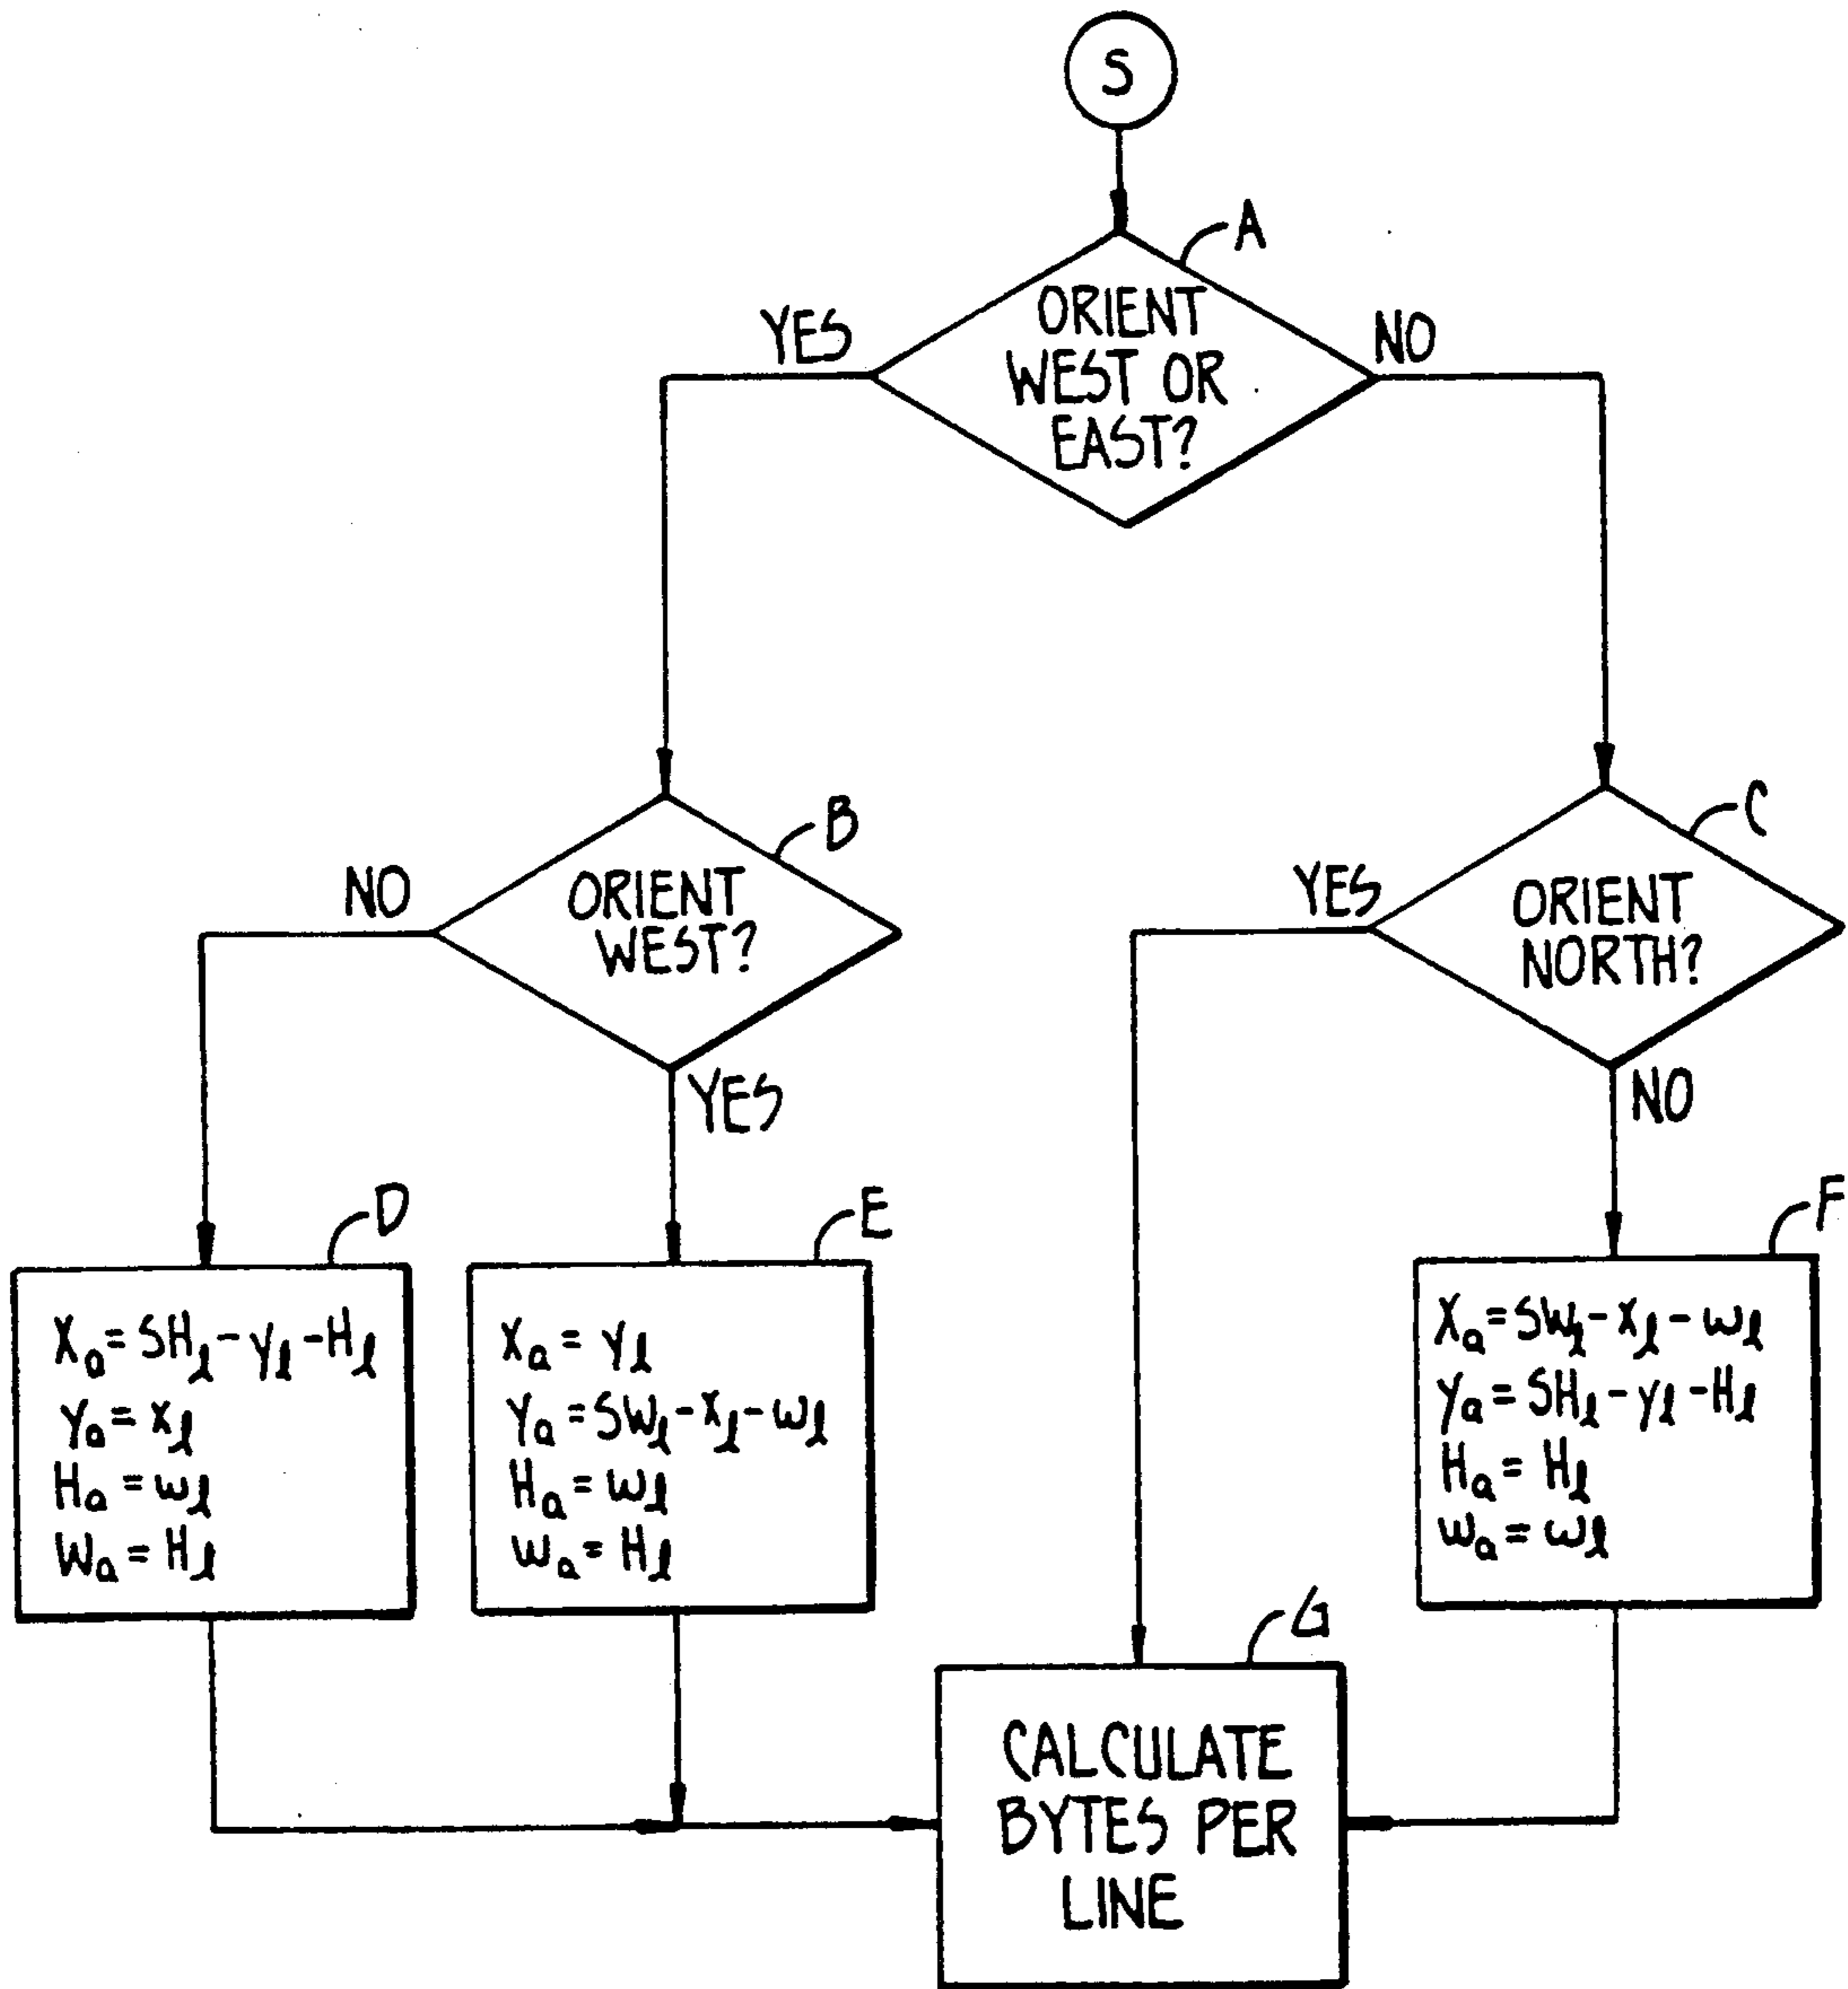 S
A
ORIENT
WEST OR
EAST?
YES
NO
B
ORIENT
WEST?
NO
YES
C
ORIENT
NORTH?
YES
NO
D
Xa = SHl - yl - Hl
Ya = xl
Ha = wl
Wa = Hl
E
Xa = yl
Ya = SWl - xl - wl
Ha = wl
wa = Hl
F
Xa = SWl - xl - wl
ya = SHl - yl - Hl
Ha = Hl
wa = wl
G
CALCULATE
BYTES PER
LINE